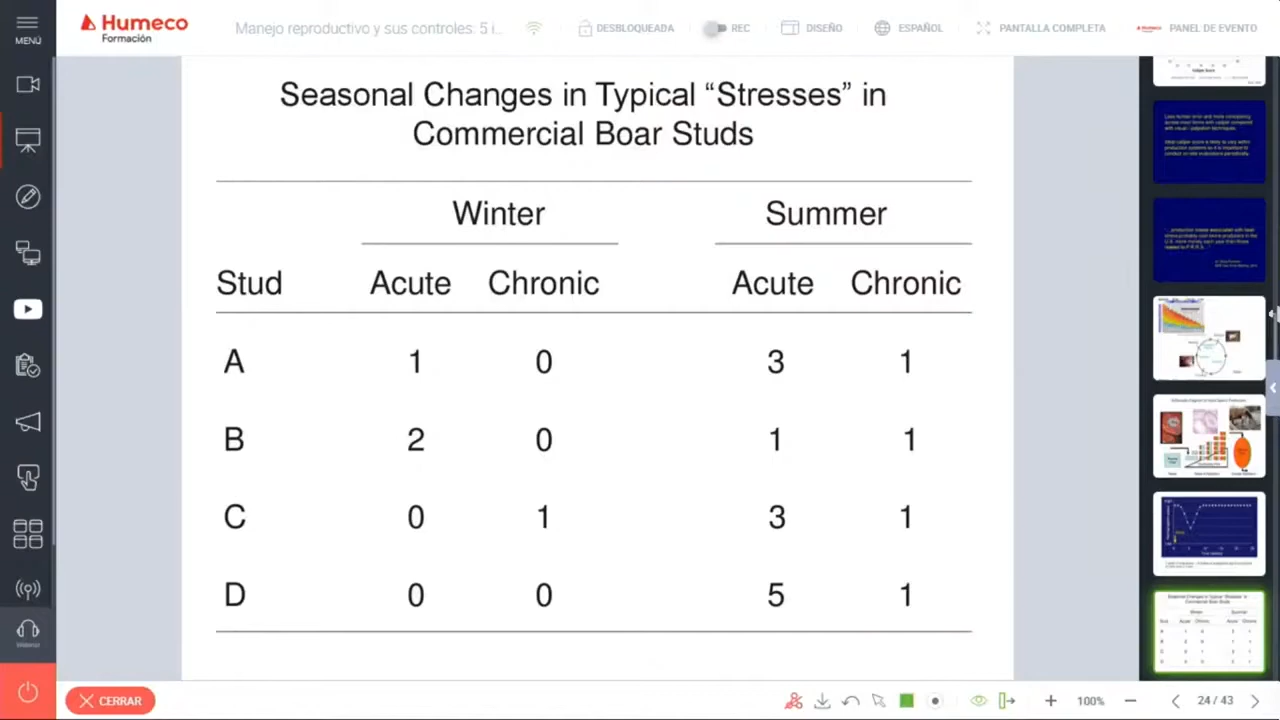 MENÚ
Humeco
Formación
Manejo reproductivo y sus controles: 5 i...
DESBLOQUEADA
REC
DISEÑO
ESPAÑOL
PANTALLA COMPLETA
PANEL DE EVENTO
Seasonal Changes in Typical “Stresses” in
Commercial Boar Studs
Winter Summer
Stud Acute Chronic Acute Chronic
A 1 0 3 1
B 2 0 1 1
C 0 1 3 1
D 0 0 5 1
Webinar
CERRAR
100%
24 / 43